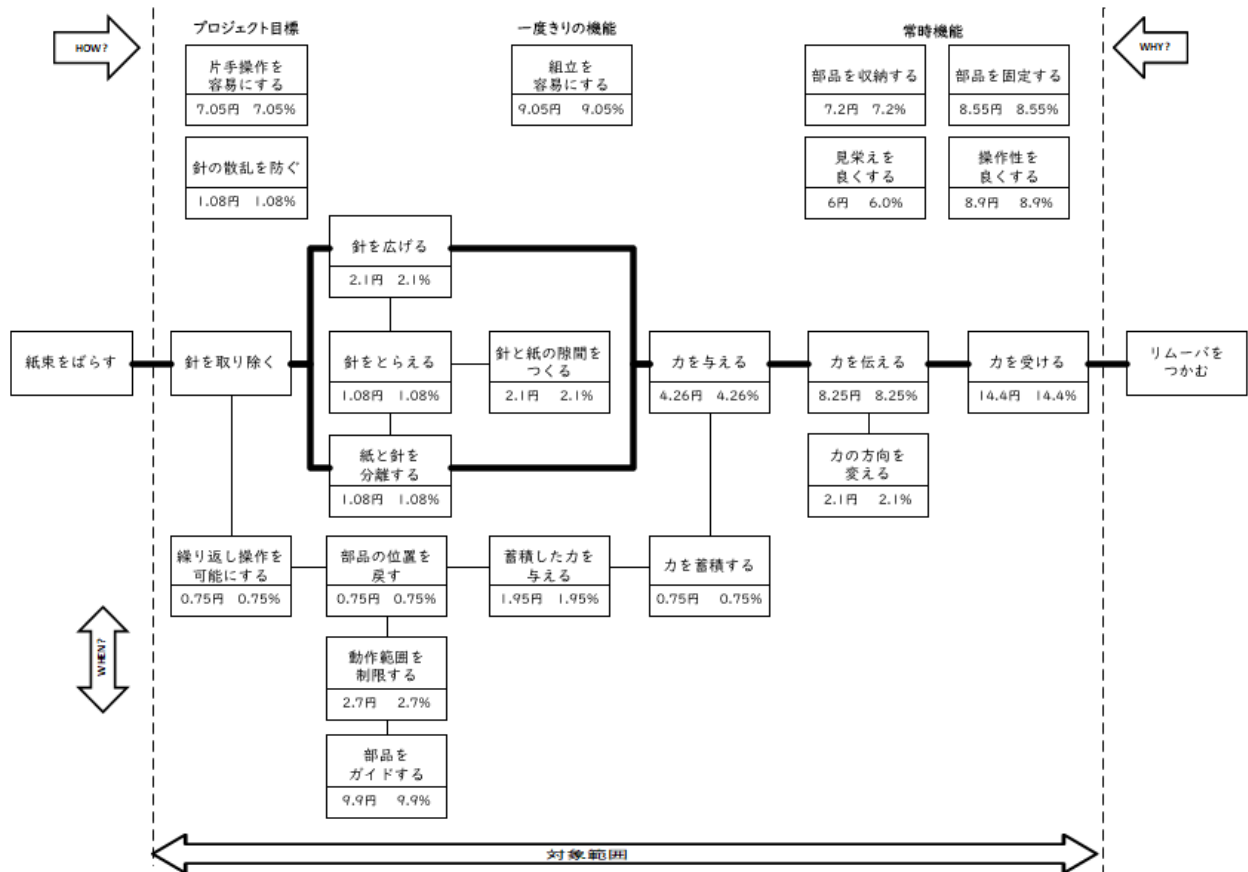 HOW?
プロジェクト目標
一度きりの機能
常時機能
WHY?
片手操作を
容易にする
7.05円 7.05%
組立を
容易にする
9.05円 9.05%
部品を収納する
7.2円 7.2%
部品を固定する
8.55円 8.55%
針の散乱を防ぐ
1.08円 1.08%
見栄えを
良くする
6円 6.0%
操作性を
良くする
8.9円 8.9%
針を広げる
2.1円 2.1%
紙束をばらす
針を取り除く
針をとらえる
1.08円 1.08%
針と紙の隙間を
つくる
2.1円 2.1%
力を与える
4.26円 4.26%
力を伝える
8.25円 8.25%
力を受ける
14.4円 14.4%
リムーバを
つかむ
紙と針を
分離する
1.08円 1.08%
力の方向を
変える
2.1円 2.1%
繰り返し操作を
可能にする
0.75円 0.75%
部品の位置を
戻す
0.75円 0.75%
蓄積した力を
与える
1.95円 1.95%
力を蓄積する
0.75円 0.75%
WHEN?
動作範囲を
制限する
2.7円 2.7%
部品を
ガイドする
9.9円 9.9%
対象範囲